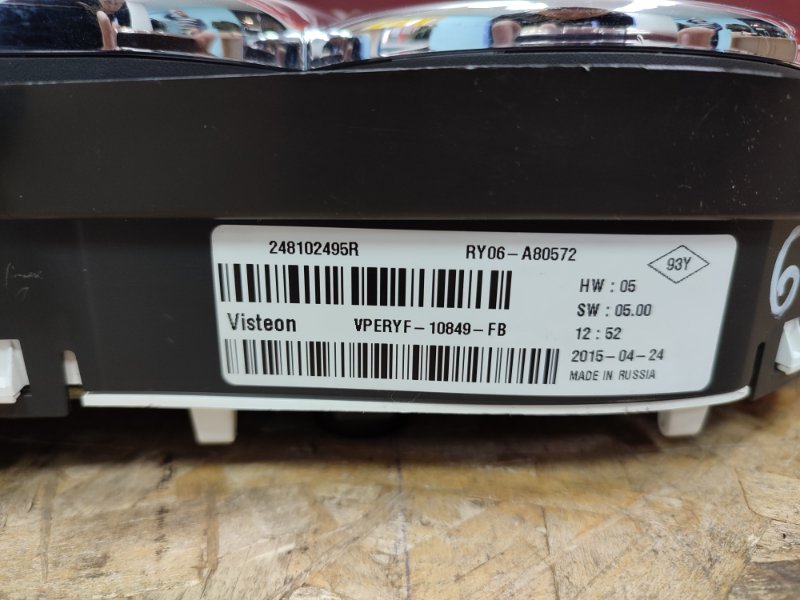 248102495R RY06-A80572
93Y
HW : 05
SW : 05.00
Visteon VPERYF-10849-FB
12 : 52
2015-04-24
MADE IN RUSSIA
6